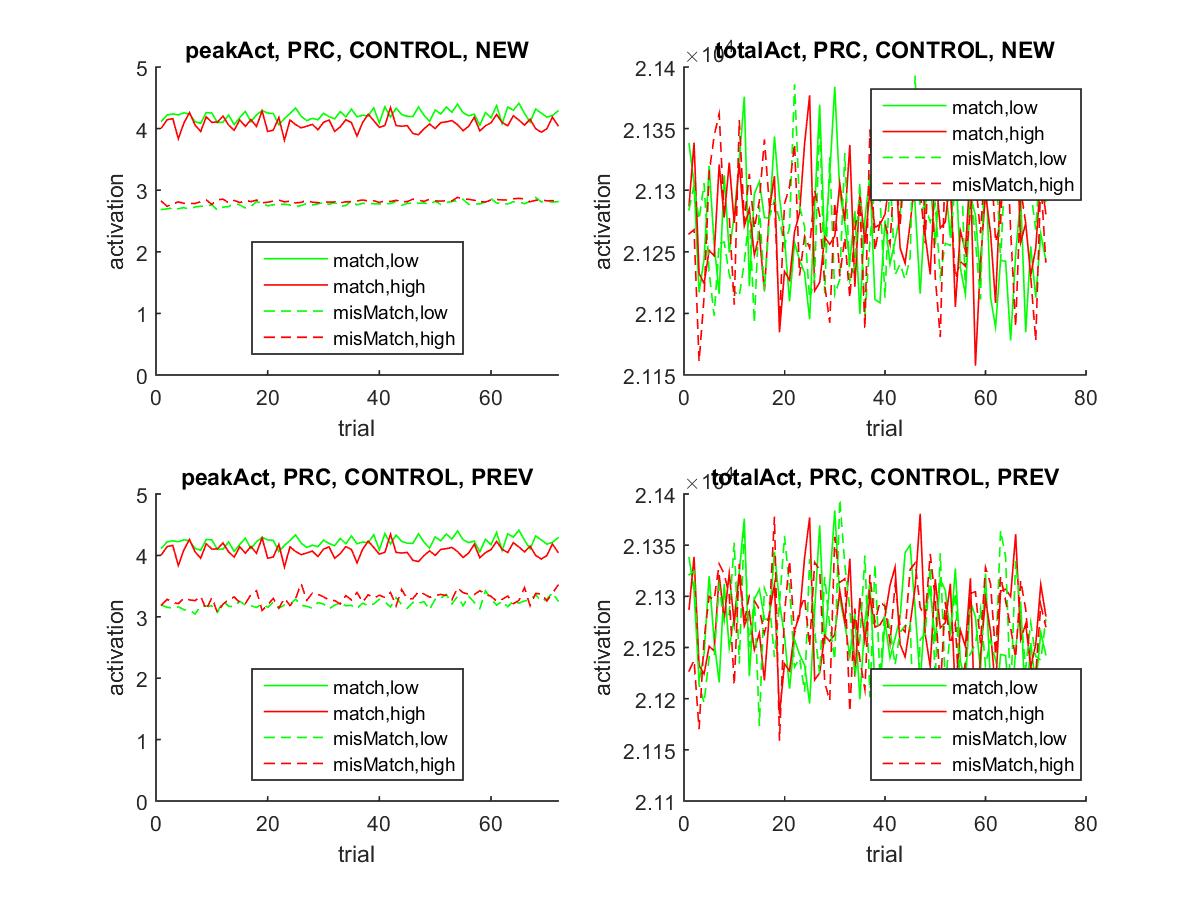 peakAct, PRC, CONTROL, NEW
5
4
3
2
1
0
activation
match,low
match,high
misMatch,low
misMatch,high
0 20 40 60
trial
totalAct, PRC, CONTROL, NEW
×10^4
2.14
2.135
2.13
2.125
2.12
2.115
activation
match,low
match,high
misMatch,low
misMatch,high
0 20 40 60 80
trial
peakAct, PRC, CONTROL, PREV
5
4
3
2
1
0
activation
match,low
match,high
misMatch,low
misMatch,high
0 20 40 60
trial
totalAct, PRC, CONTROL, PREV
×10^4
2.14
2.135
2.13
2.125
2.12
2.115
2.11
activation
match,low
match,high
misMatch,low
misMatch,high
0 20 40 60 80
trial